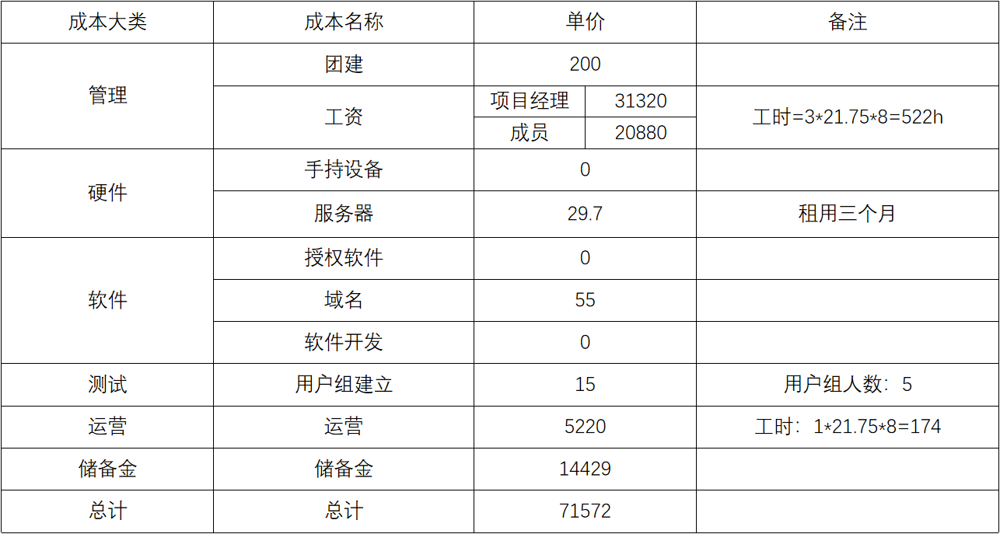 成本大类 成本名称 单价 备注
管理 团建 200
工资 项目经理 31320 工时=3*21.75*8=522h
成员 20880
硬件 手持设备 0
服务器 29.7 租用三个月
软件 授权软件 0
域名 55
软件开发 0
测试 用户组建立 15 用户组人数：5
运营 运营 5220 工时：1*21.75*8=174
储备金 储备金 14429
总计 总计 71572